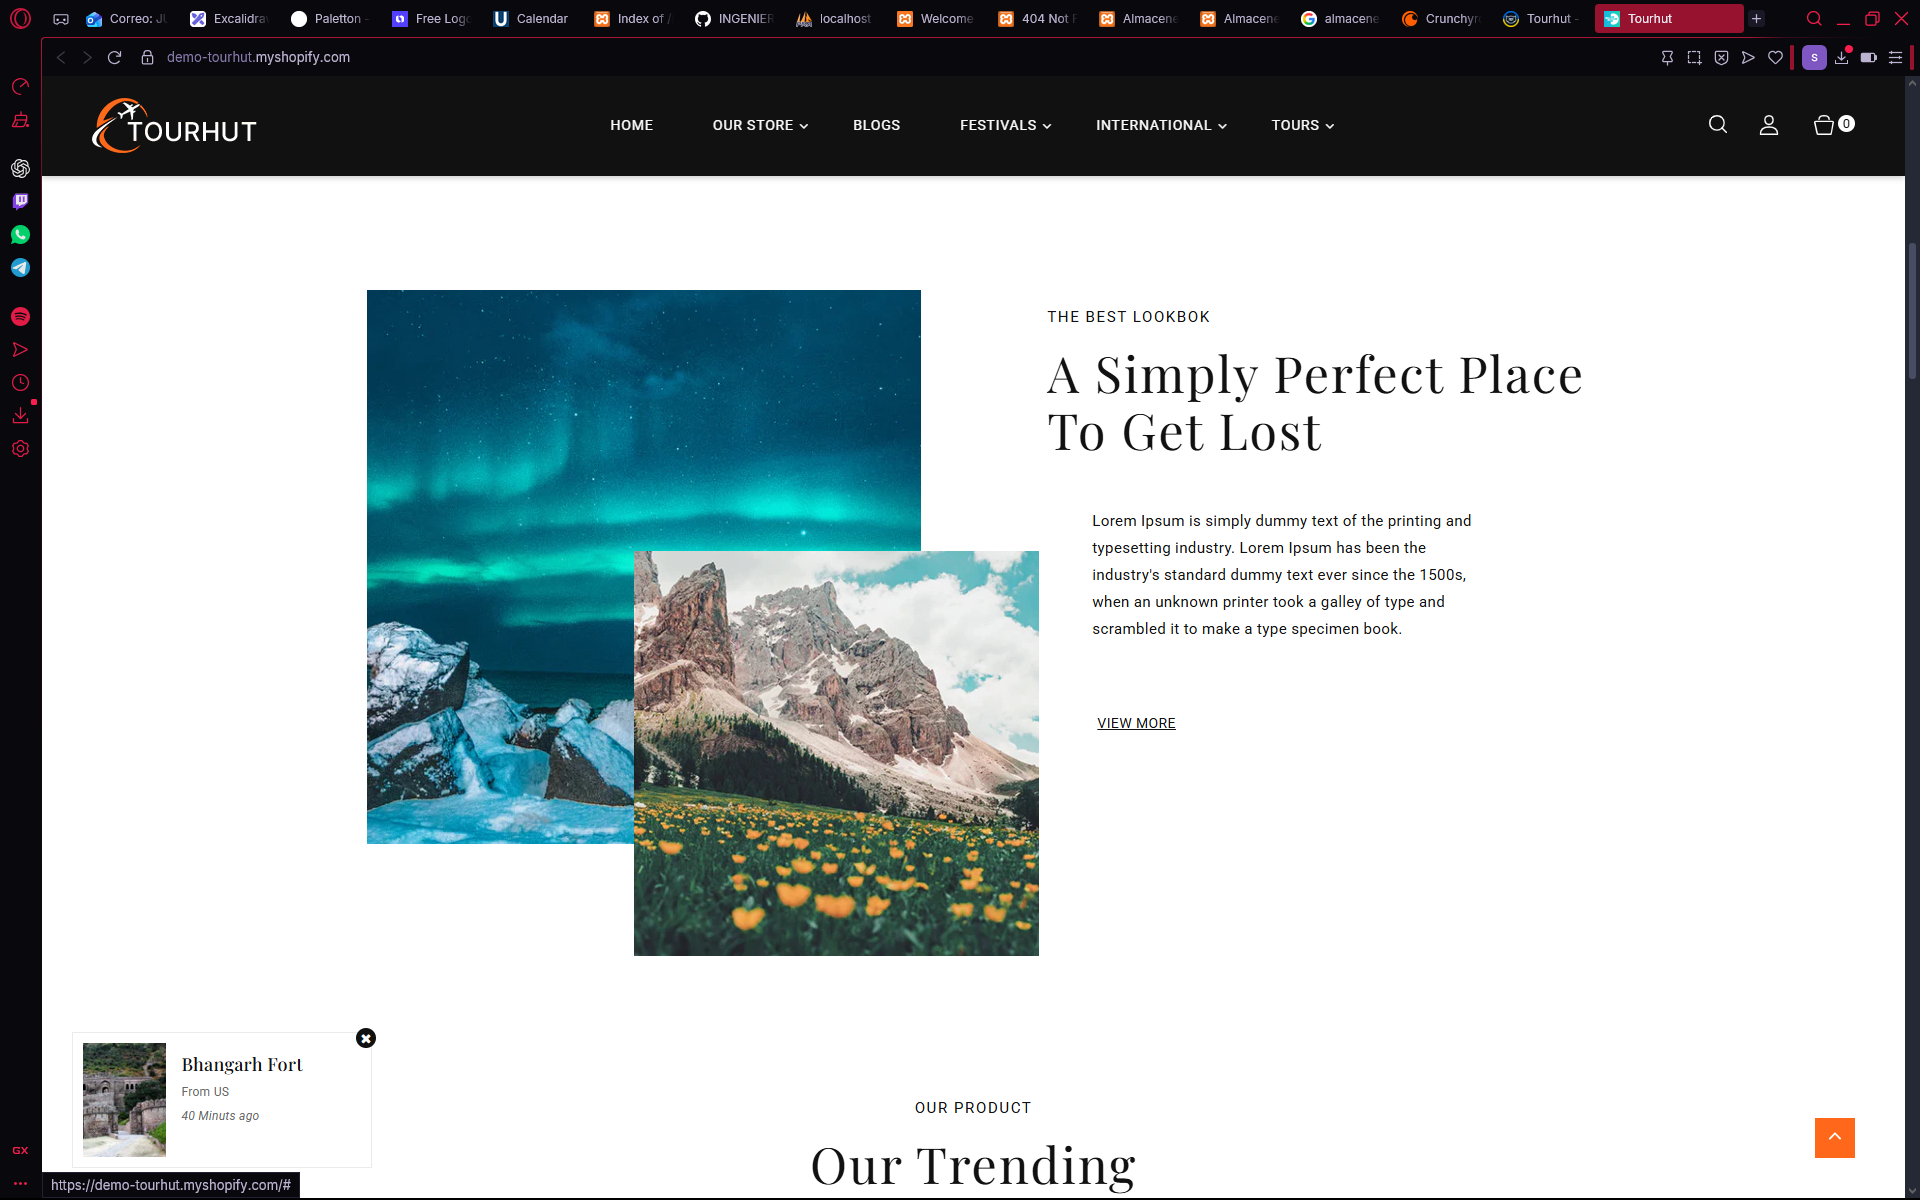 Correo: JU
Excalidra
Paletton -
Free Logo
Calendar
Index of /
INGENIER
localhost
Welcome
404 Not F
Almacene
Almacene
almacene
Crunchyro
Tourhut -
Tourhut
demo-tourhut.myshopify.com
S
TOURHUT
HOME
OUR STORE
BLOGS
FESTIVALS
INTERNATIONAL
TOURS
0
THE BEST LOOKBOK
A Simply Perfect Place
To Get Lost
Lorem Ipsum is simply dummy text of the printing and
typesetting industry. Lorem Ipsum has been the
industry's standard dummy text ever since the 1500s,
when an unknown printer took a galley of type and
scrambled it to make a type specimen book.
VIEW MORE
Bhangarh Fort
From US
40 Minuts ago
OUR PRODUCT
Our Trending
GX
https://demo-tourhut.myshopify.com/#